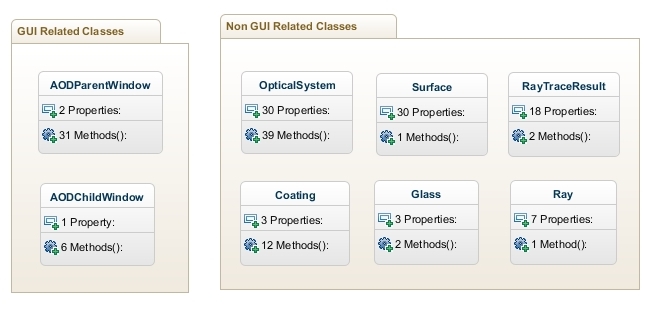 GUI Related Classes
AODParentWindow
2 Properties:
31 Methods():
AODChildWindow
1 Property:
6 Methods():
Non GUI Related Classes
OpticalSystem
30 Properties:
39 Methods():
Surface
30 Properties:
1 Methods():
RayTraceResult
18 Properties:
2 Methods():
Coating
3 Properties:
12 Methods():
Glass
3 Properties:
2 Methods():
Ray
7 Properties:
1 Method():